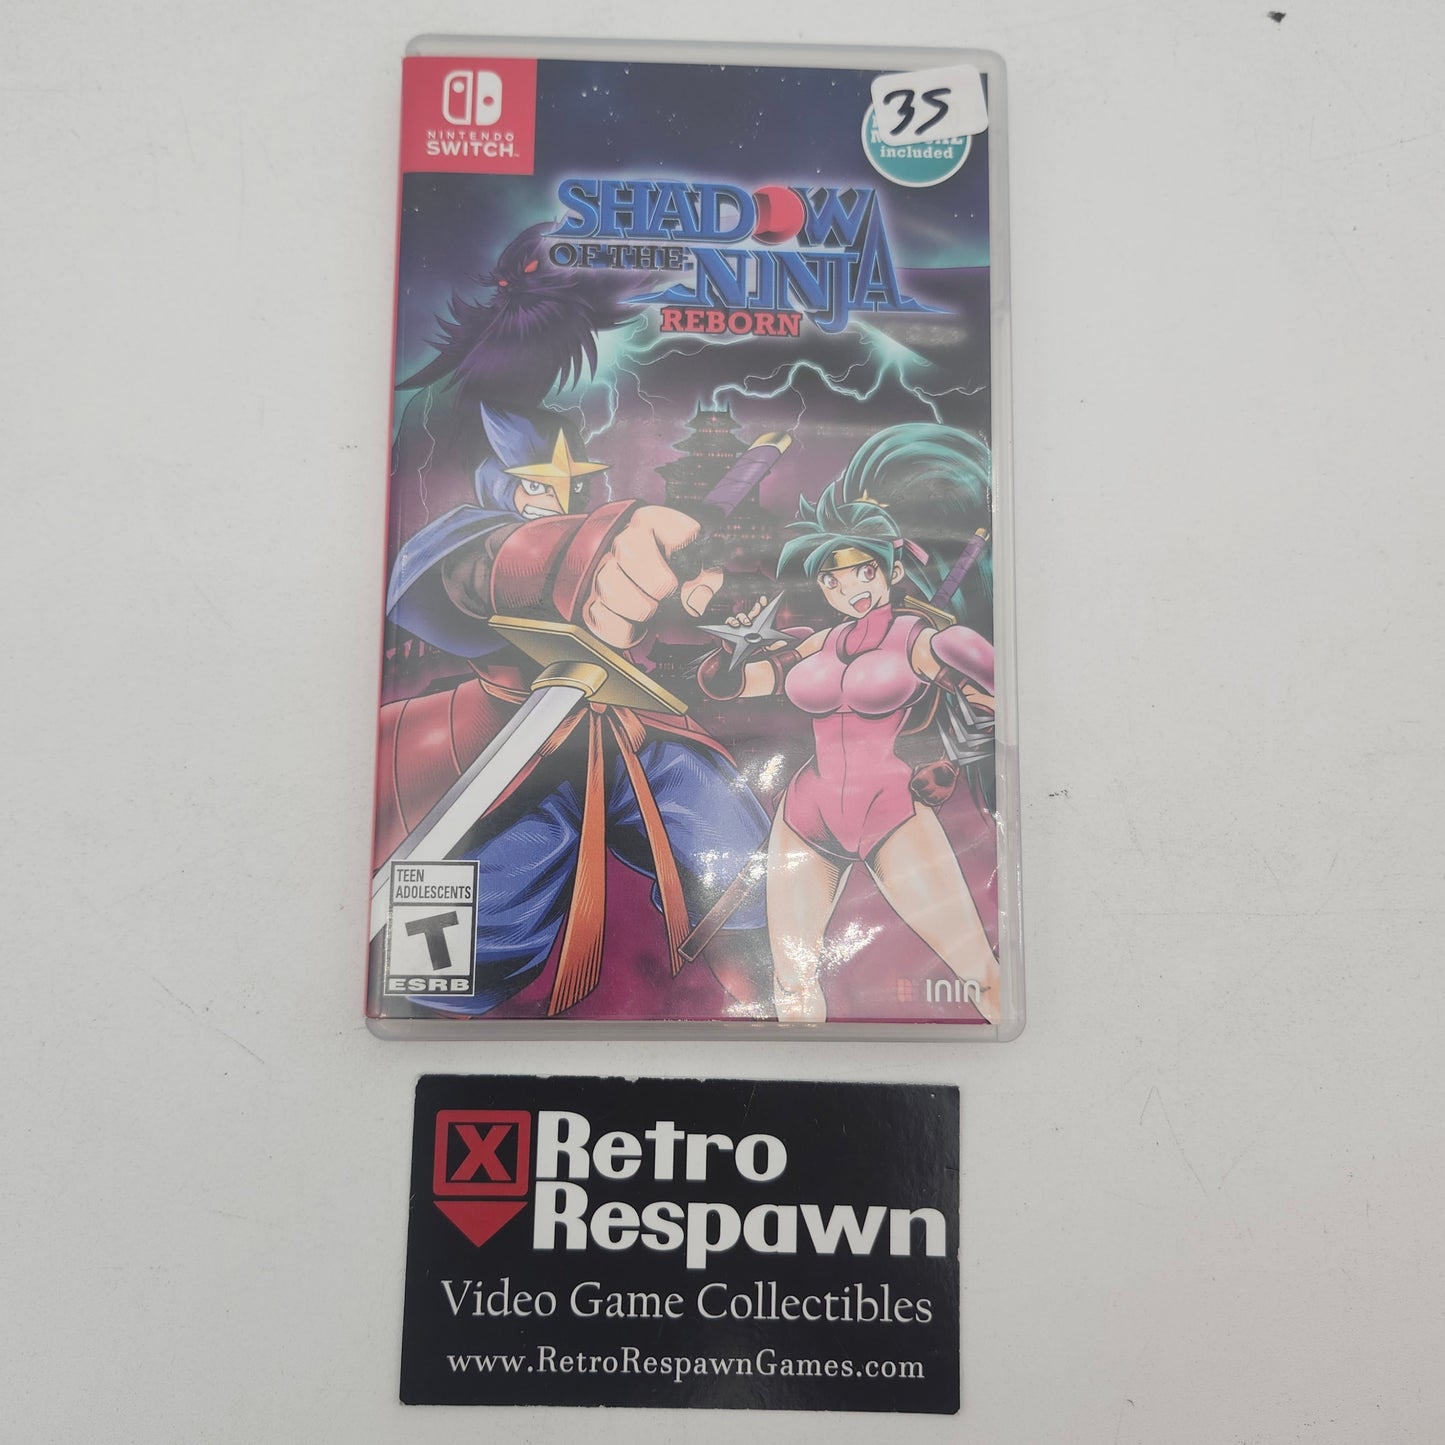 NINTENDO
SWITCH™
35
included
SHADOW
OF THE NINJA
REBORN
TEEN
ADOLESCENTS
T
ESRB
ININ
X Retro
Respawn
Video Game Collectibles
www.RetroRespawnGames.com